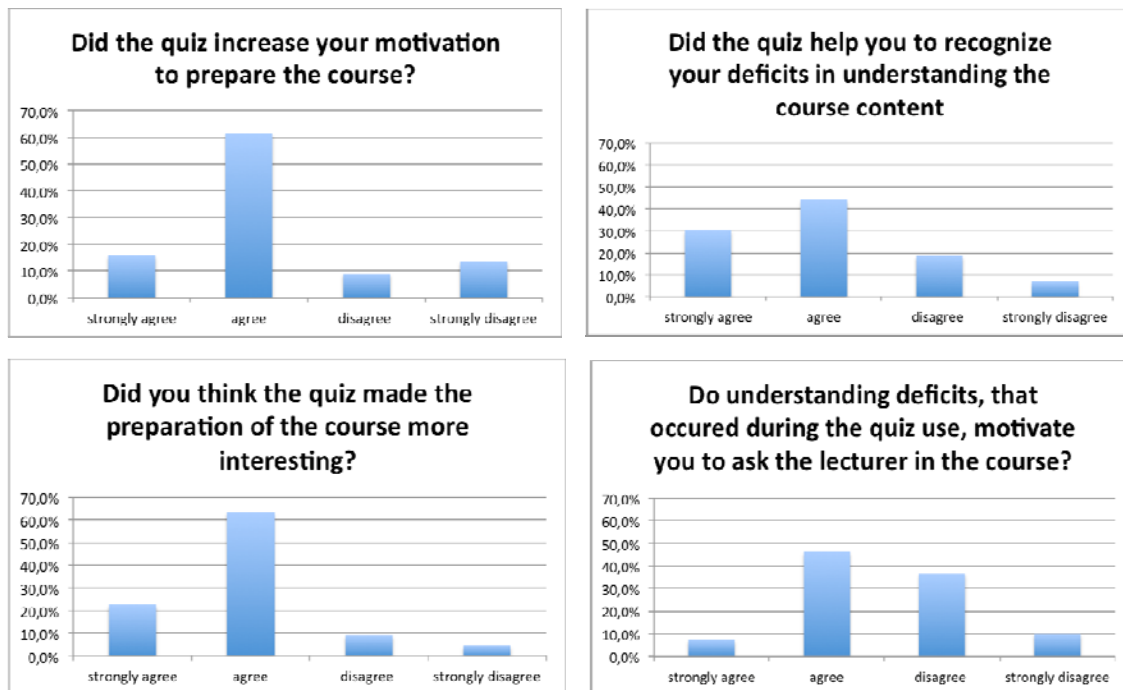 Did the quiz increase your motivation
to prepare the course?
70,0%
60,0%
50,0%
40,0%
30,0%
20,0%
10,0%
0,0%
strongly agree agree disagree strongly disagree
Did the quiz help you to recognize
your deficits in understanding the
course content
70,0%
60,0%
50,0%
40,0%
30,0%
20,0%
10,0%
0,0%
strongly agree agree disagree strongly disagree
Did you think the quiz made the
preparation of the course more
interesting?
70,0%
60,0%
50,0%
40,0%
30,0%
20,0%
10,0%
0,0%
strongly agree agree disagree strongly disagree
Do understanding deficits, that
occured during the quiz use, motivate
you to ask the lecturer in the course?
70,0%
60,0%
50,0%
40,0%
30,0%
20,0%
10,0%
0,0%
strongly agree agree disagree strongly disagree